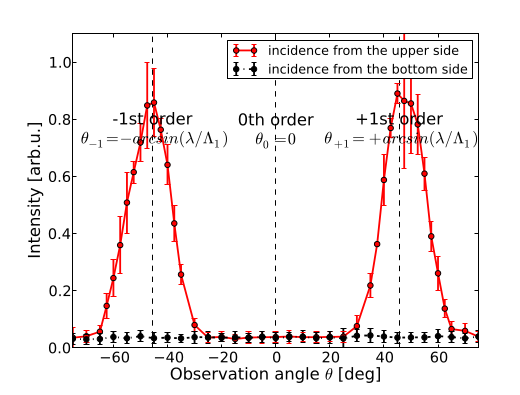 incidence from the upper side
incidence from the bottom side
-1st order
0th order
+1st order
θ₋₁=−arcsin(λ/Λ₁)
θ₀=0
θ₊₁=+arcsin(λ/Λ₁)
Intensity [arb.u.]
1.0
0.8
0.6
0.4
0.2
0.0
−60
−40
−20
0
20
40
60
Observation angle θ [deg]